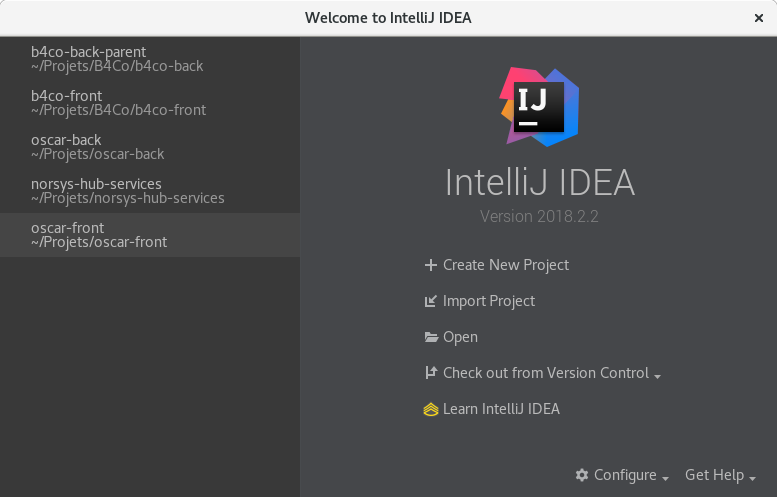 Welcome to IntelliJ IDEA
b4co-back-parent
~/Projets/B4Co/b4co-back
b4co-front
~/Projets/B4Co/b4co-front
oscar-back
~/Projets/oscar-back
norsys-hub-services
~/Projets/norsys-hub-services
oscar-front
~/Projets/oscar-front
IJ
IntelliJ IDEA
Version 2018.2.2
Create New Project
Import Project
Open
Check out from Version Control
Learn IntelliJ IDEA
Configure Get Help